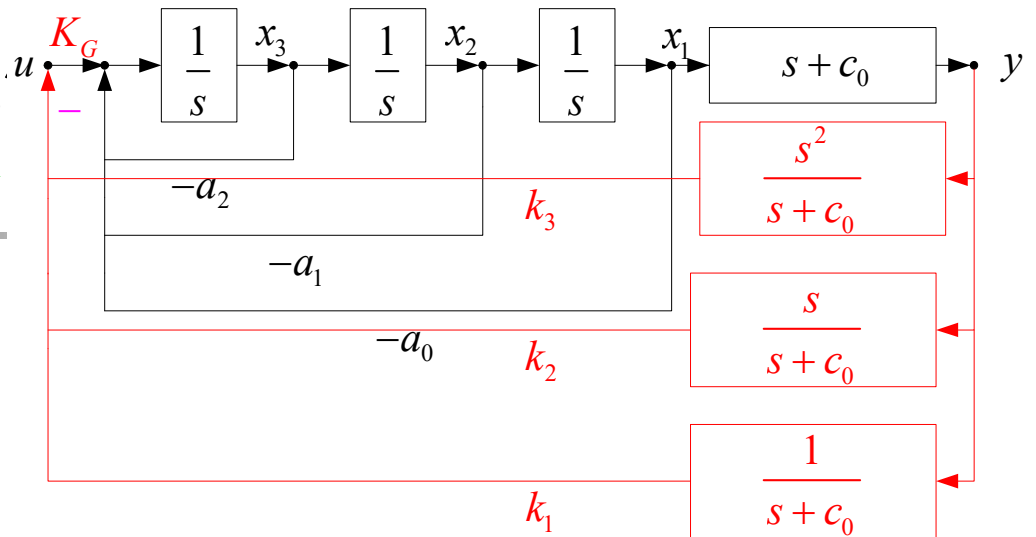 K_G
1/s
x_3
1/s
x_2
1/s
x_1
s + c_0
u
y
−
s^2/(s + c_0)
−a_2
k_3
−a_1
s/(s + c_0)
−a_0
k_2
1/(s + c_0)
k_1